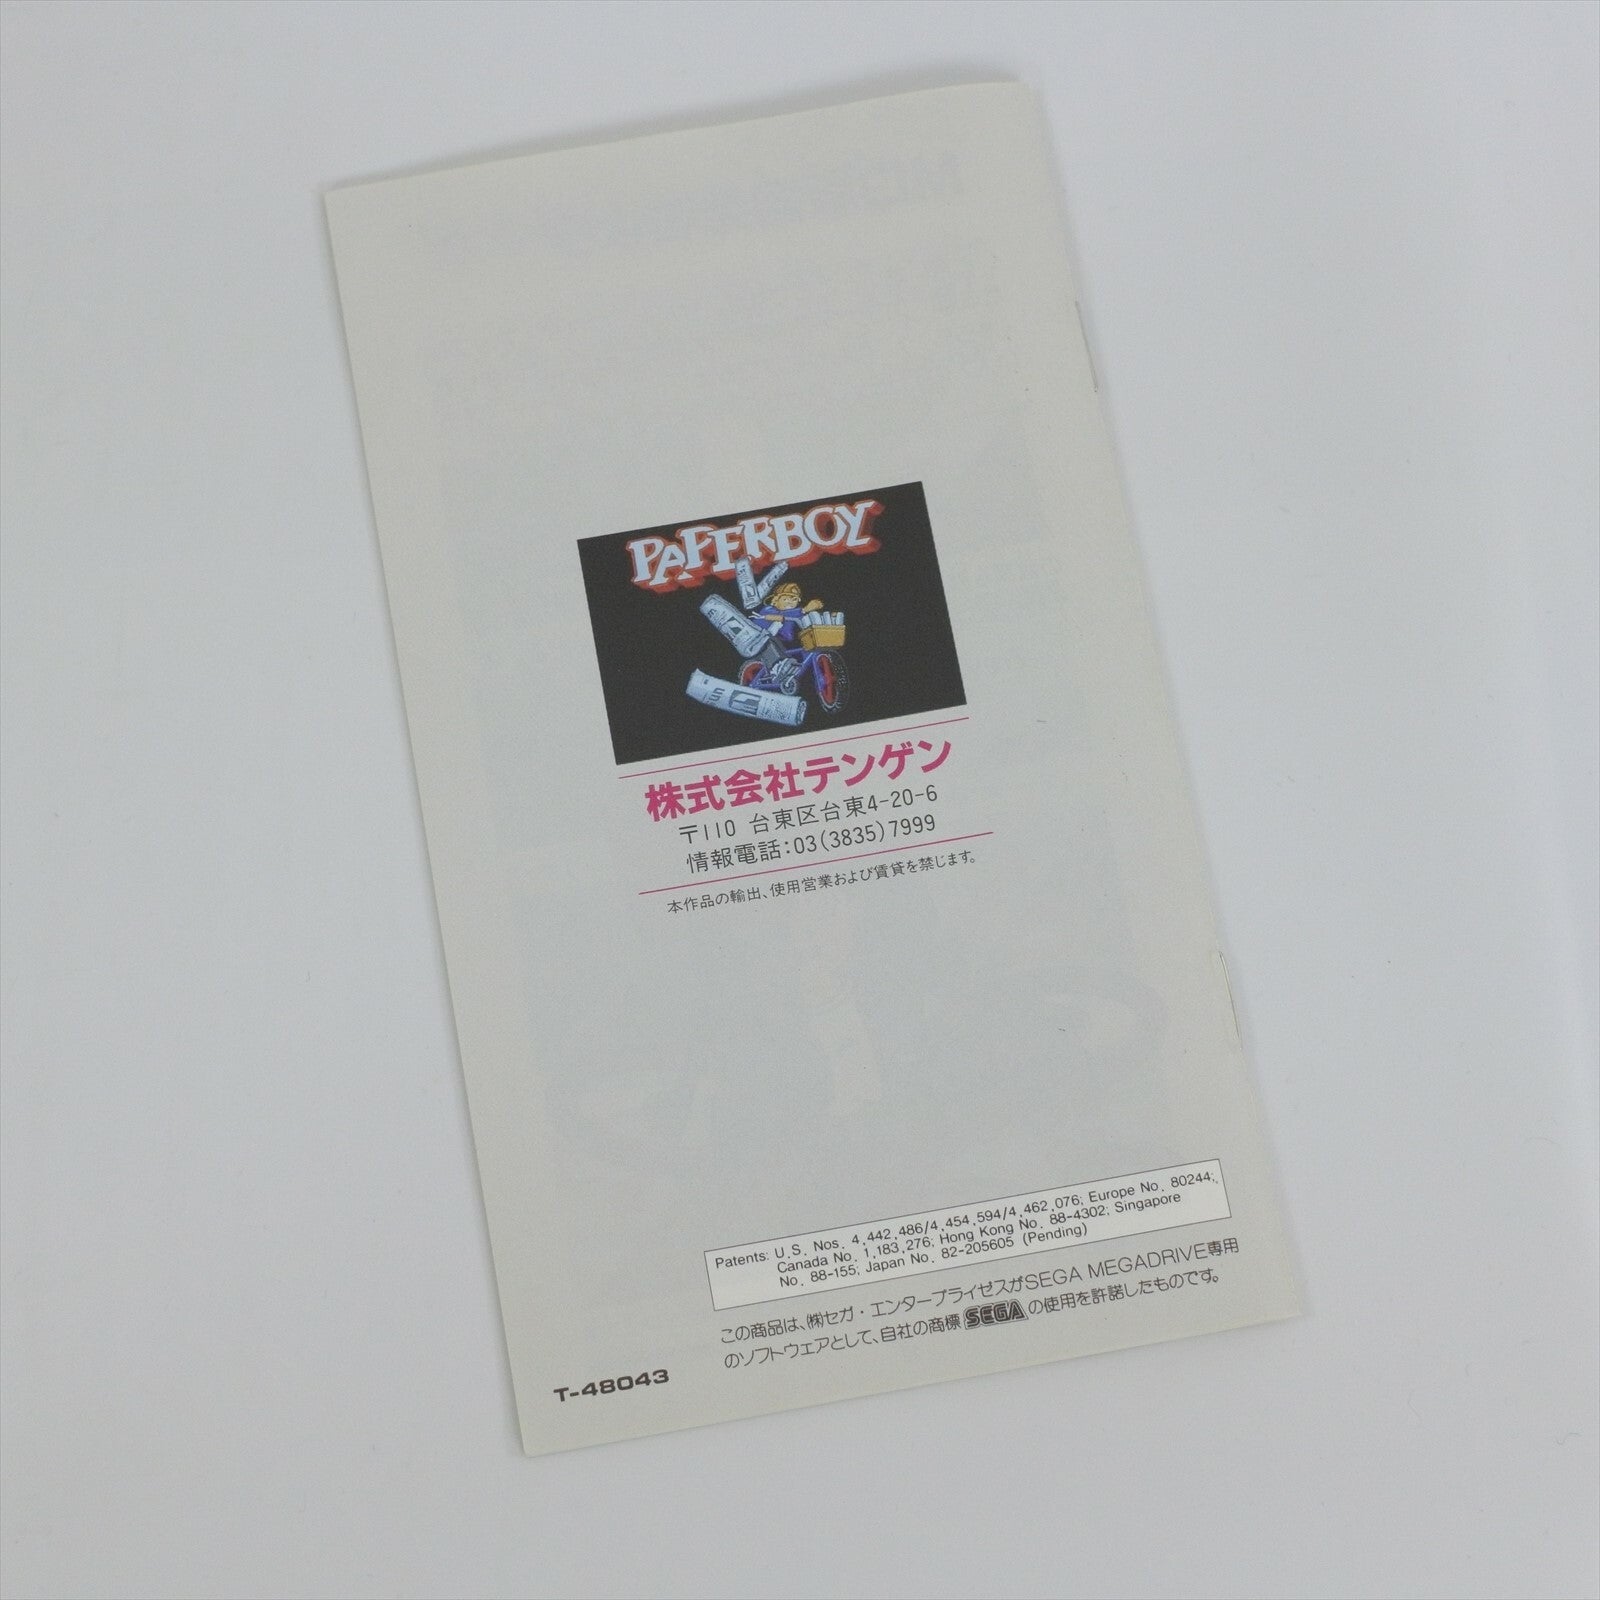 PAPERBOY
株式会社テンゲン
〒110 台東区台東4-20-6
情報電話:03(3835)7999
本作品の輸出、使用営業および賃貸を禁じます。
Patents: U.S. Nos. 4,442,486/4,454,594/4,462,076; Europe No. 80244;
Canada No. 1,183,276; Hong Kong No. 88-4302; Singapore
No. 88-155; Japan No. 82-205605 (Pending)
この商品は、㈱セガ・エンタープライゼスがSEGA MEGADRIVE専用
のソフトウェアとして、自社の商標 SEGA の使用を許諾したものです。
T-48043